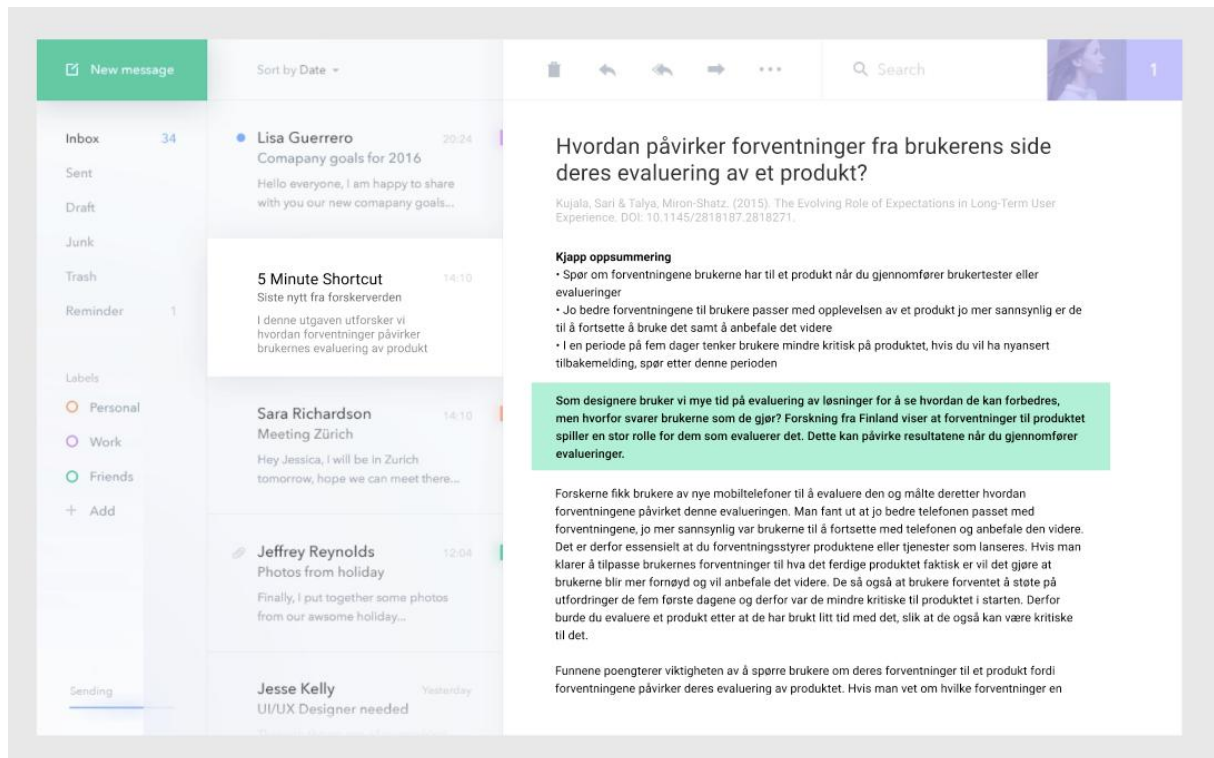 New message
Sort by Date
Search
1
Inbox 34
Sent
Draft
Junk
Trash
Reminder 1
Labels
Personal
Work
Friends
+ Add
Sending
Lisa Guerrero 20:24
Comapany goals for 2016
Hello everyone, I am happy to share
with you our new comapany goals...
5 Minute Shortcut 14:10
Siste nytt fra forskerverden
I denne utgaven utforsker vi
hvordan forventninger påvirker
brukernes evaluering av produkt
Sara Richardson 14:10
Meeting Zürich
Hey Jessica, I will be in Zurich
tomorrow, hope we can meet there...
Jeffrey Reynolds 12:04
Photos from holiday
Finally, I put together some photos
from our awsome holiday...
Jesse Kelly Yesterday
UI/UX Designer needed
Hvordan påvirker forventninger fra brukerens side
deres evaluering av et produkt?
Kujala, Sari & Talya, Miron-Shatz. (2015). The Evolving Role of Expectations in Long-Term User
Experience. DOI: 10.1145/2818187.2818271.
Kjapp oppsummering
• Spør om forventningene brukerne har til et produkt når du gjennomfører brukertester eller
evalueringer
• Jo bedre forventningene til brukere passer med opplevelsen av et produkt jo mer sannsynlig er de
til å fortsette å bruke det samt å anbefale det videre
• I en periode på fem dager tenker brukere mindre kritisk på produktet, hvis du vil ha nyansert
tilbakemelding, spør etter denne perioden
Som designere bruker vi mye tid på evaluering av løsninger for å se hvordan de kan forbedres,
men hvorfor svarer brukerne som de gjør? Forskning fra Finland viser at forventninger til produktet
spiller en stor rolle for dem som evaluerer det. Dette kan påvirke resultatene når du gjennomfører
evalueringer.
Forskerne fikk brukere av nye mobiltelefoner til å evaluere den og målte deretter hvordan
forventningene påvirket denne evalueringen. Man fant ut at jo bedre telefonen passet med
forventningene, jo mer sannsynlig var brukerne til å fortsette med telefonen og anbefale den videre.
Det er derfor essensielt at du forventningsstyrer produktene eller tjenester som lanseres. Hvis man
klarer å tilpasse brukernes forventninger til hva det ferdige produktet faktisk er vil det gjøre at
brukerne blir mer fornøyd og vil anbefale det videre. De så også at brukere forventet å støte på
utfordringer de fem første dagene og derfor var de mindre kritiske til produktet i starten. Derfor
burde du evaluere et produkt etter at de har brukt litt tid med det, slik at de også kan være kritiske
til det.
Funnene poengterer viktigheten av å spørre brukere om deres forventninger til et produkt fordi
forventningene påvirker deres evaluering av produktet. Hvis man vet om hvilke forventninger en